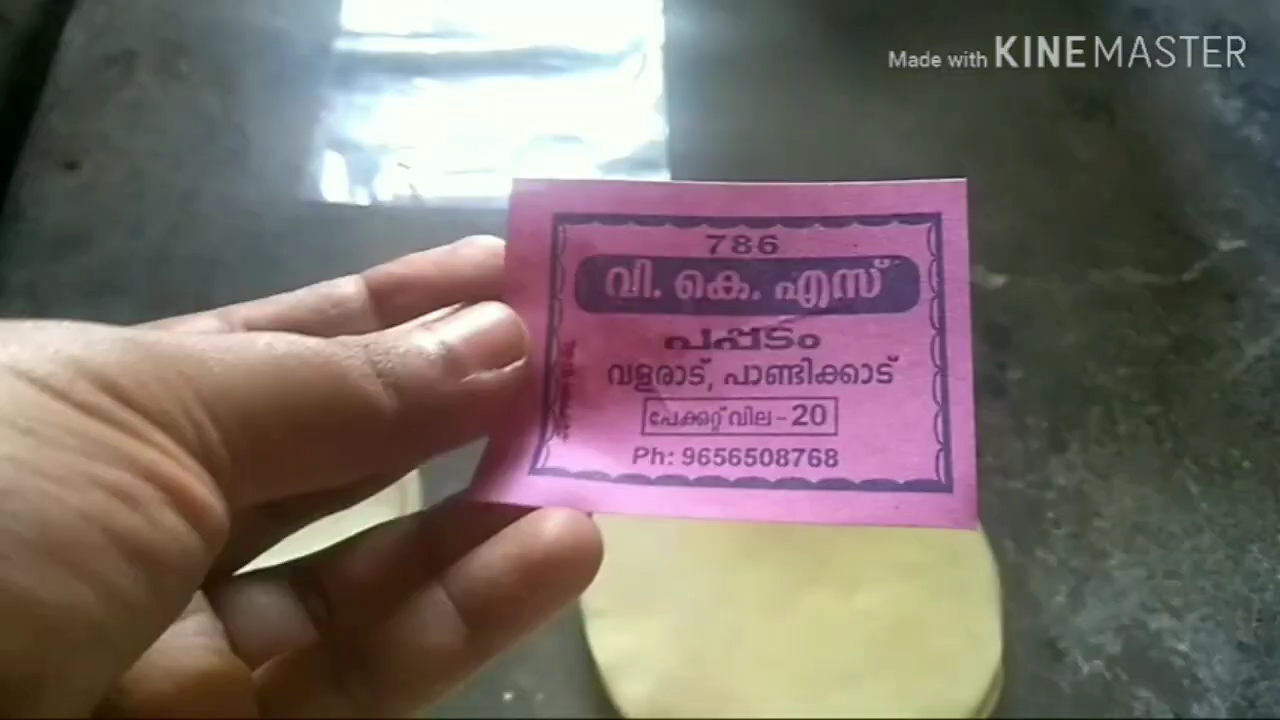 Made with KINEMASTER
786
വി. കെ. എസ്
പപ്പടം
വളരാട്, പാണ്ടിക്കാട്
പേക്കറ്റ് വില - 20
Ph: 9656508768